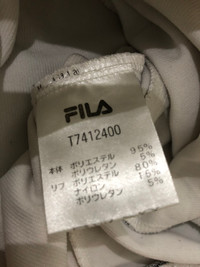 FILA
T7412400
本体 ポリエステル 95%
ポリウレタン 5%
リブ ポリエステル 80%
ナイロン 15%
ポリウレタン 5%